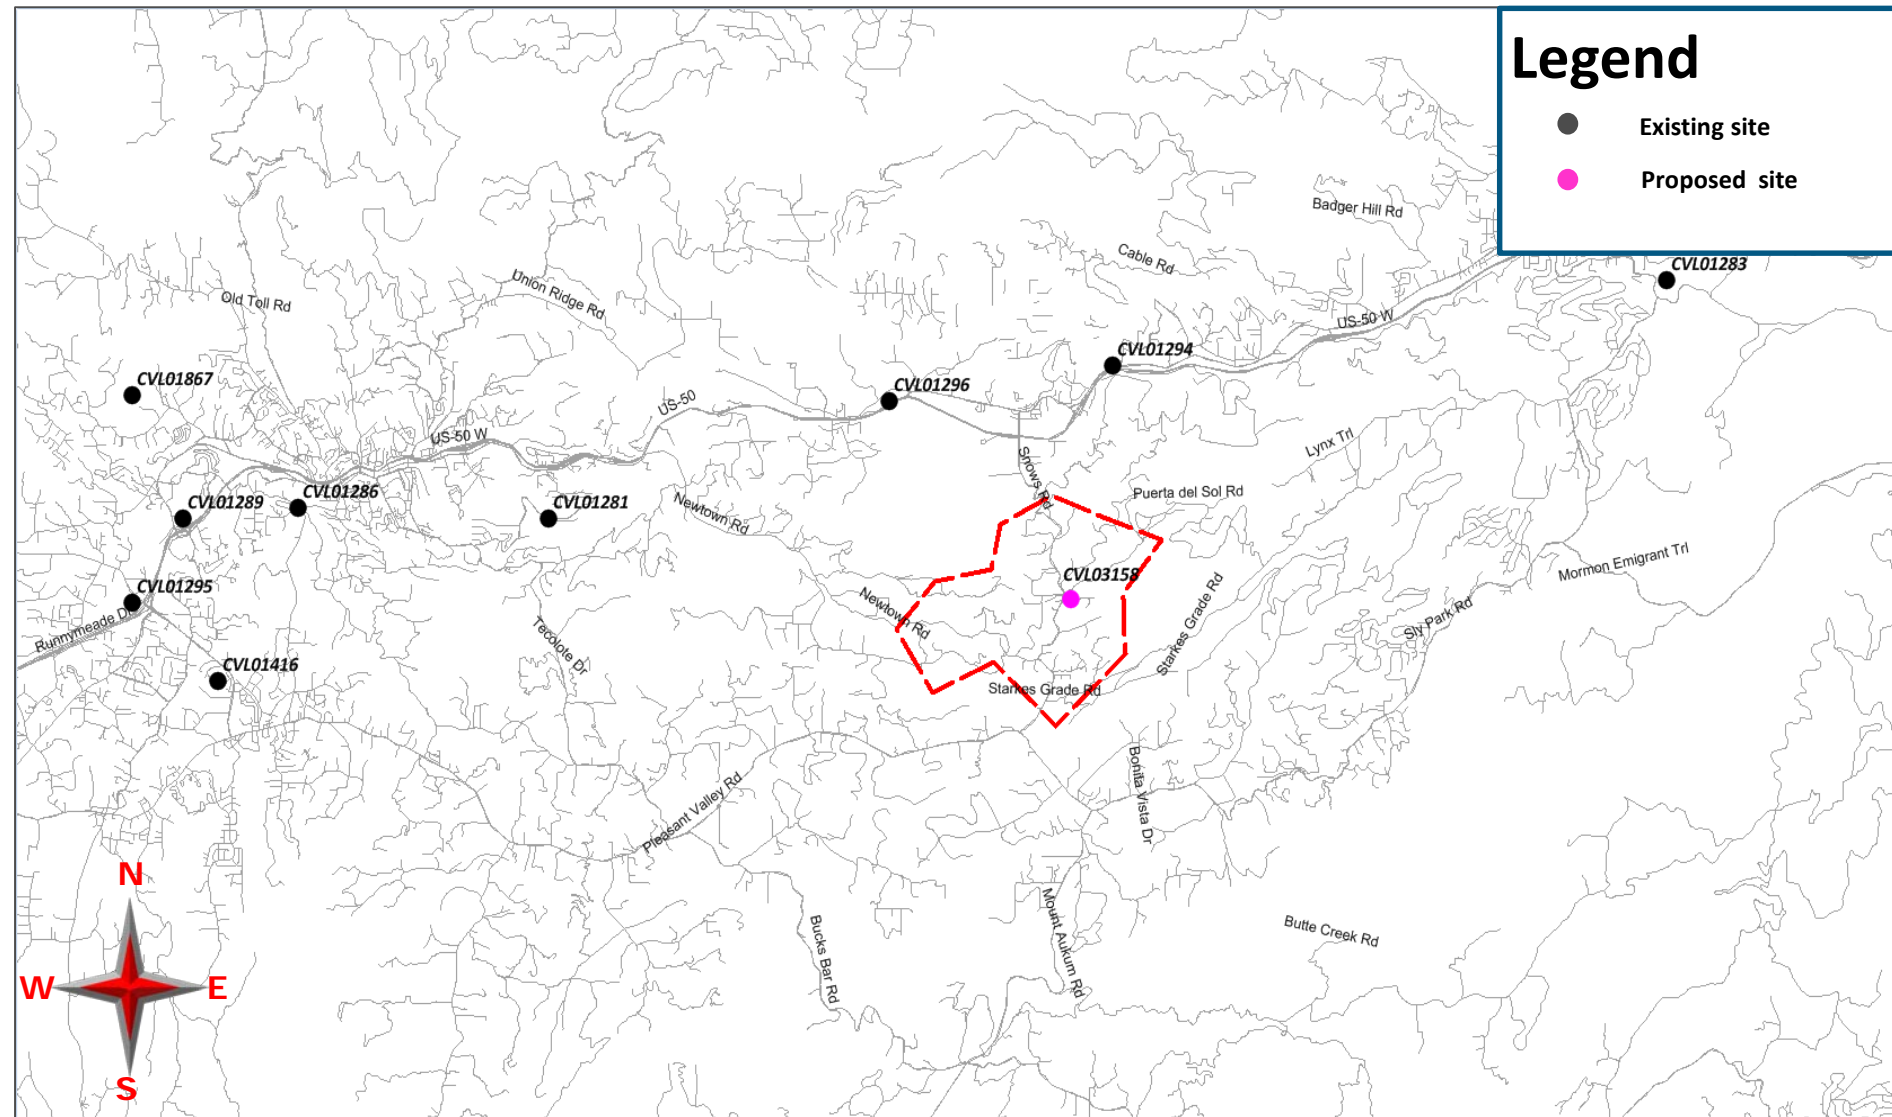 Legend
Existing site
Proposed site
Badger Hill Rd
Cable Rd
CVL01283
Union Ridge Rd
Old Toll Rd
US-50 W
CVL01294
CVL01867
CVL01296
US-50
US-50 W
Lynx Trl
Snows Rd
CVL01286
CVL01289
CVL01281
Newtown Rd
Puerta del Sol Rd
Mormon Emigrant Trl
CVL03158
CVL01295
Newtown Rd
Starkes Grade Rd
Sly Park Rd
Runnymeade Dr
Tecolote Dr
CVL01416
Starkes Grade Rd
Bonita Vista Dr
Pleasant Valley Rd
N
Mount Aukum Rd
Bucks Bar Rd
Butte Creek Rd
W
E
S